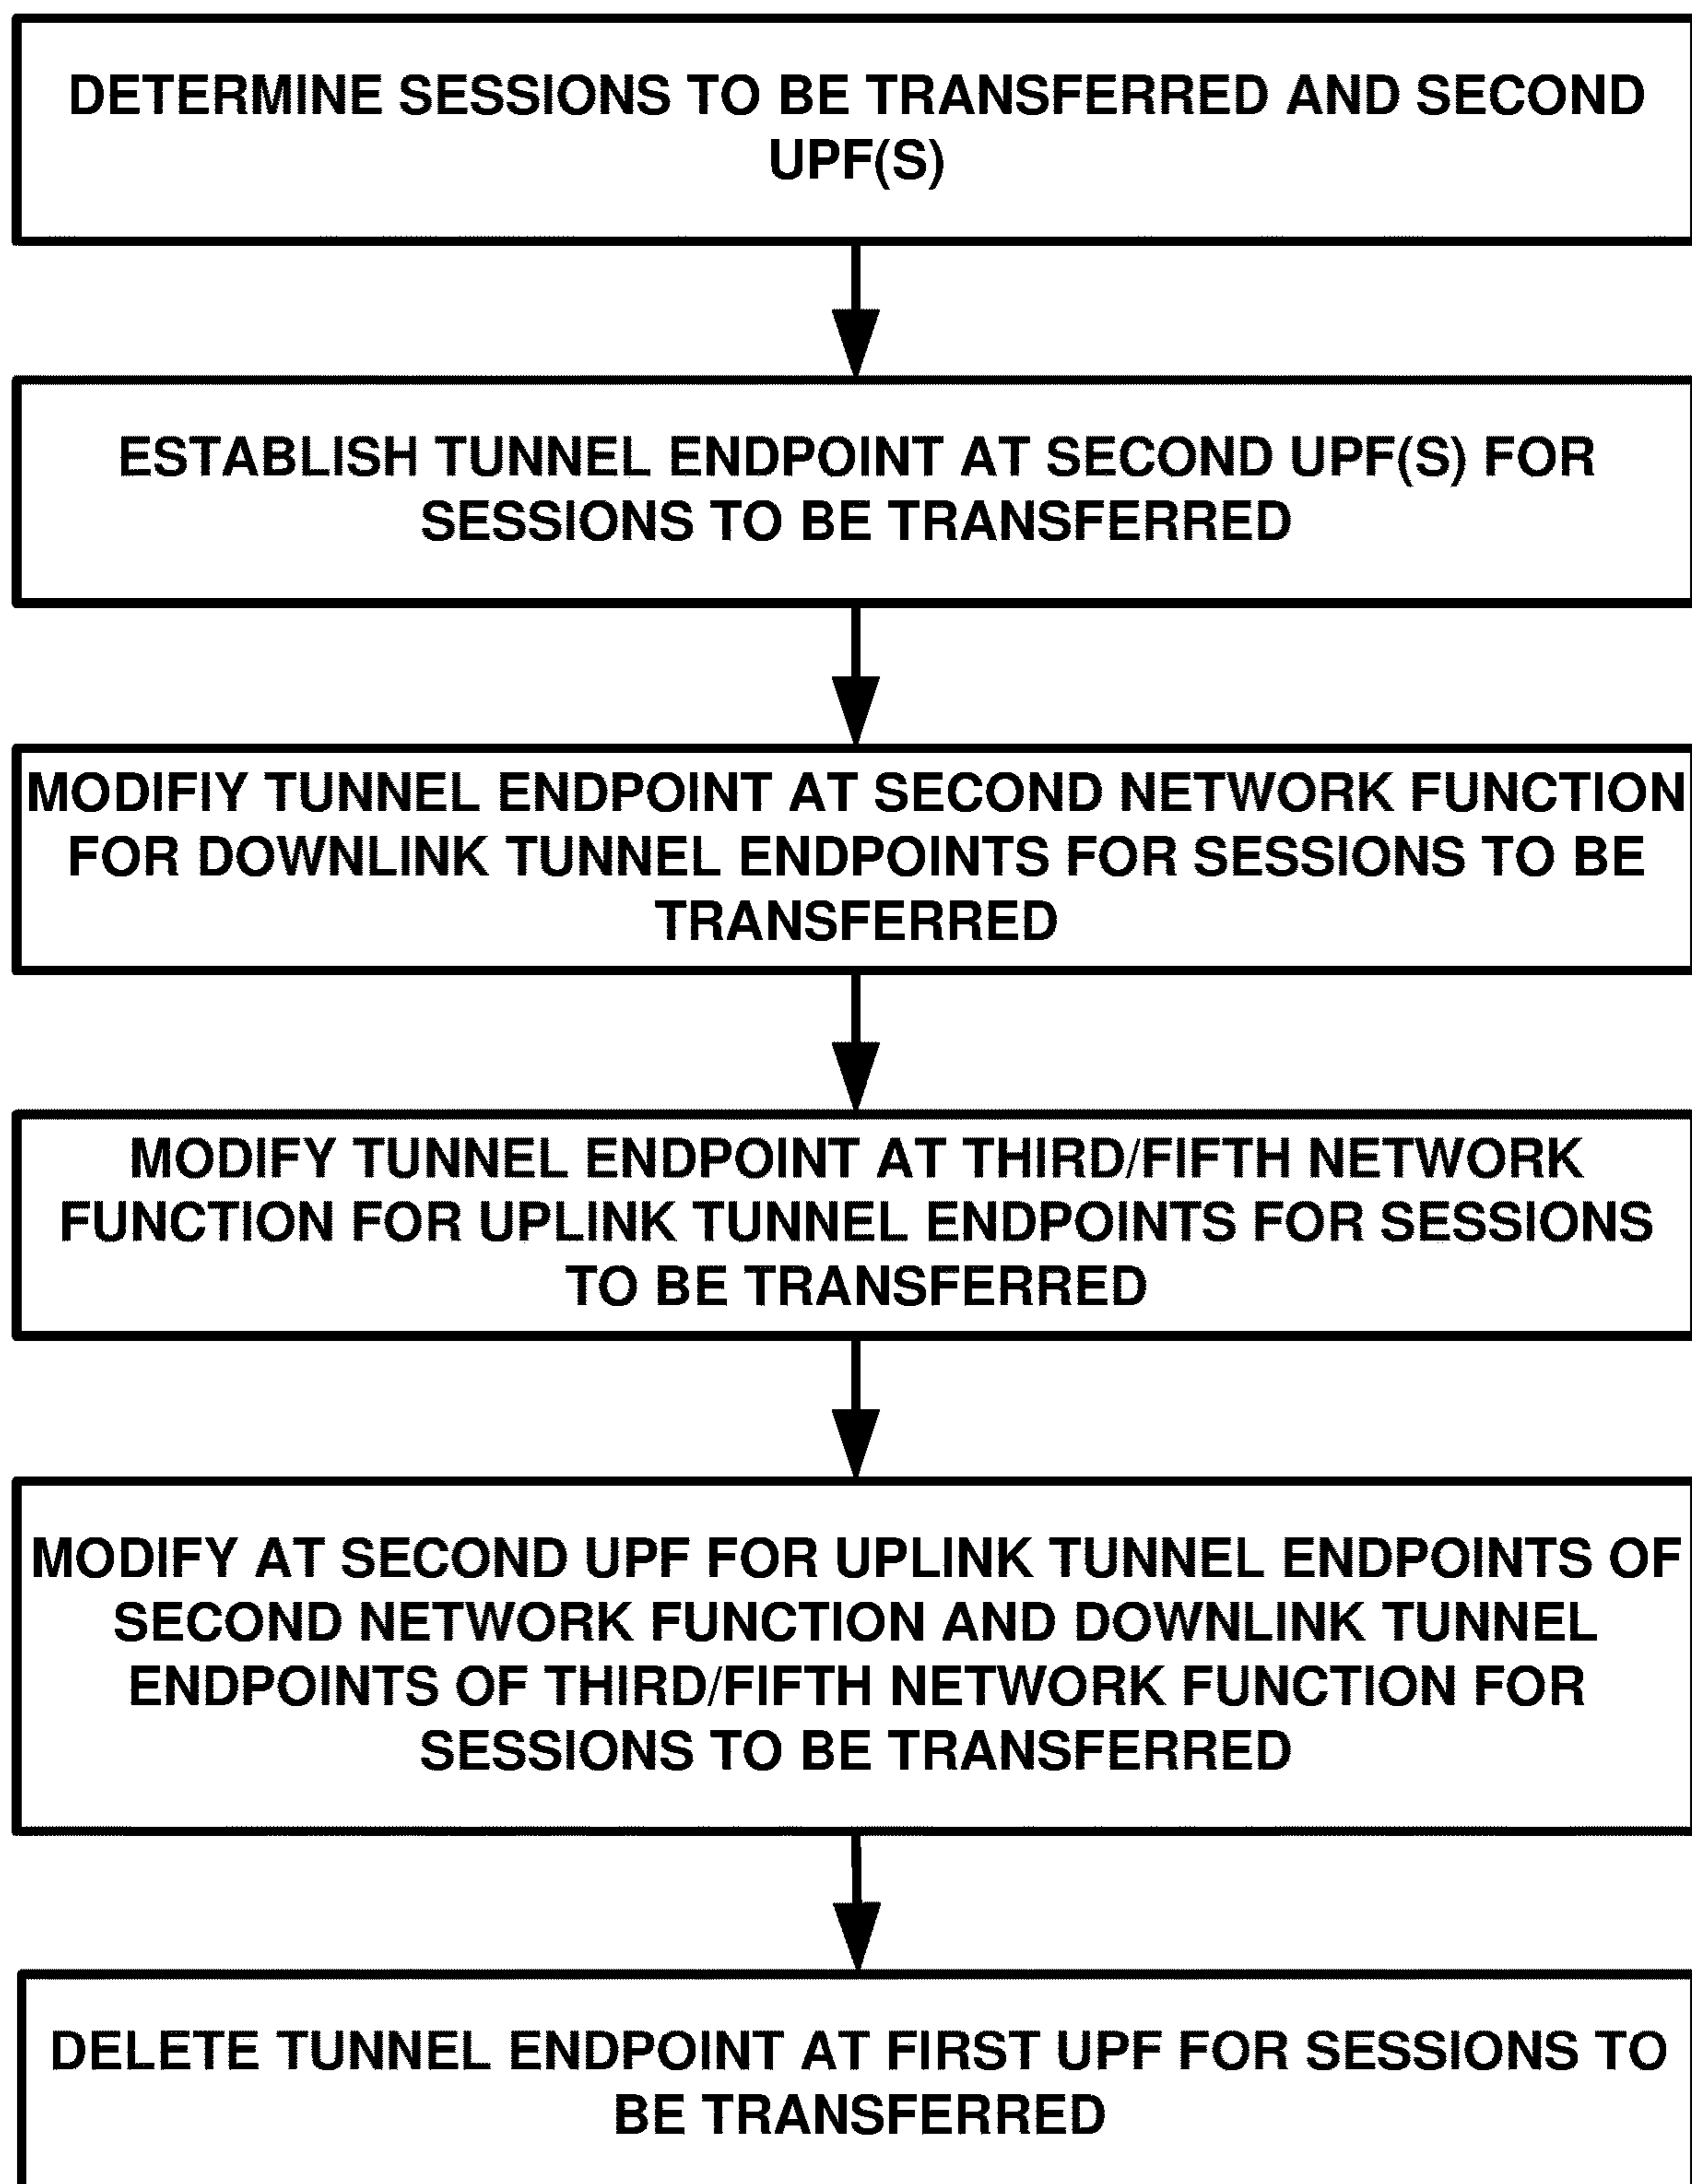 DETERMINE SESSIONS TO BE TRANSFERRED AND SECOND
UPF(S)
ESTABLISH TUNNEL ENDPOINT AT SECOND UPF(S) FOR
SESSIONS TO BE TRANSFERRED
MODIFIY TUNNEL ENDPOINT AT SECOND NETWORK FUNCTION
FOR DOWNLINK TUNNEL ENDPOINTS FOR SESSIONS TO BE
TRANSFERRED
MODIFY TUNNEL ENDPOINT AT THIRD/FIFTH NETWORK
FUNCTION FOR UPLINK TUNNEL ENDPOINTS FOR SESSIONS
TO BE TRANSFERRED
MODIFY AT SECOND UPF FOR UPLINK TUNNEL ENDPOINTS OF
SECOND NETWORK FUNCTION AND DOWNLINK TUNNEL
ENDPOINTS OF THIRD/FIFTH NETWORK FUNCTION FOR
SESSIONS TO BE TRANSFERRED
DELETE TUNNEL ENDPOINT AT FIRST UPF FOR SESSIONS TO
BE TRANSFERRED